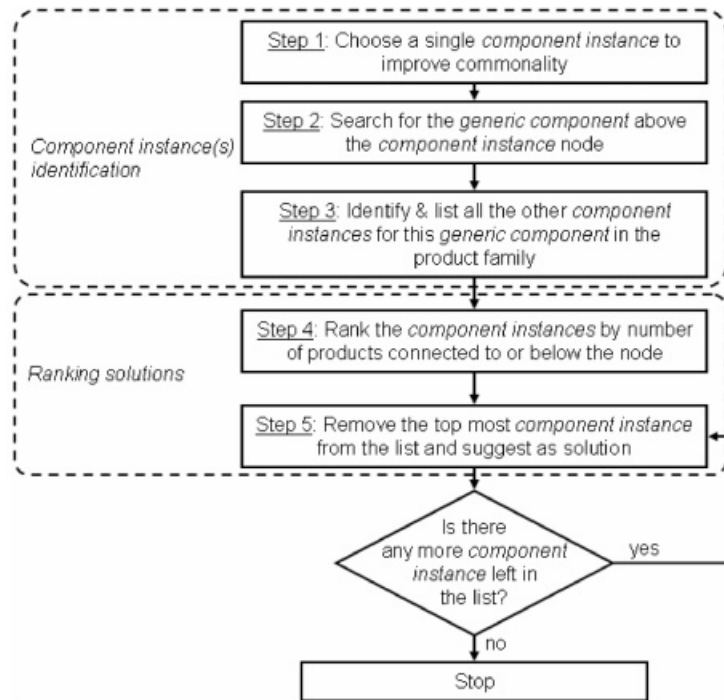 Step 1: Choose a single component instance to
improve commonality
Component instance(s)
identification
Step 2: Search for the generic component above
the component instance node
Step 3: Identify & list all the other component
instances for this generic component in the
product family
Ranking solutions
Step 4: Rank the component instances by number
of products connected to or below the node
Step 5: Remove the top most component instance
from the list and suggest as solution
Is there
any more component
instance left in
the list?
yes
no
Stop